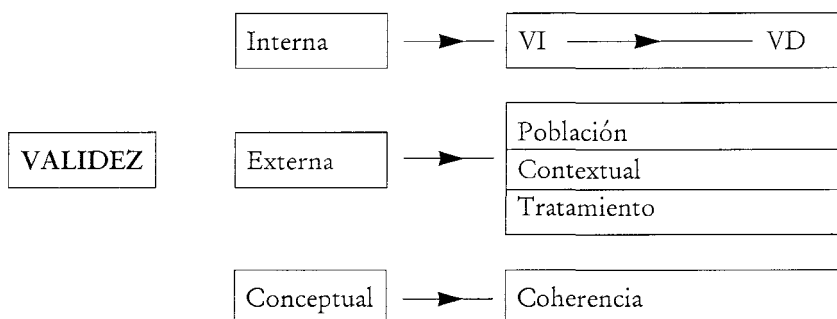 Interna
VI VD
VALIDEZ
Externa
Población
Contextual
Tratamiento
Conceptual
Coherencia